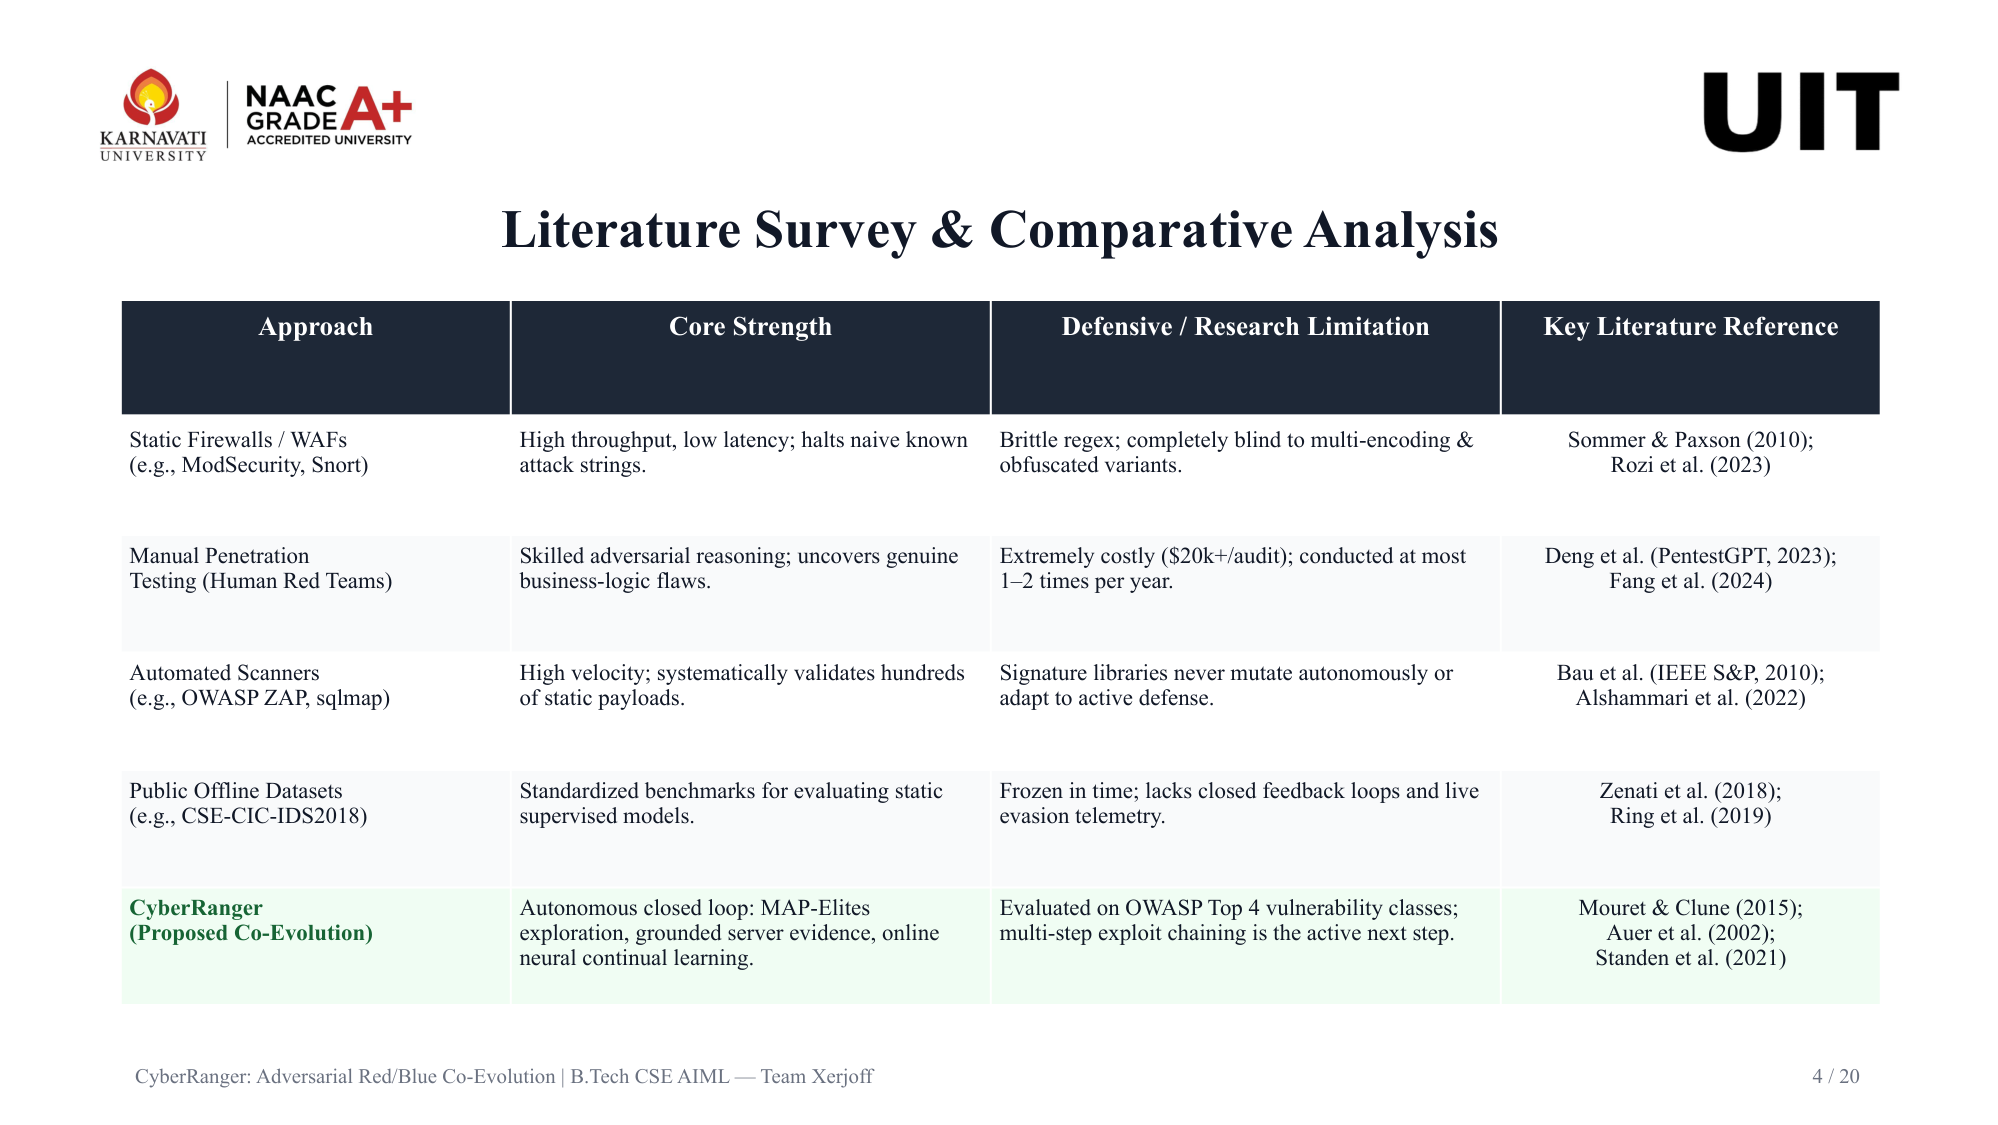 KARNAVATI
UNIVERSITY
NAAC
GRADE A+
ACCREDITED UNIVERSITY
UIT
Literature Survey & Comparative Analysis
Approach
Core Strength
Defensive / Research Limitation
Key Literature Reference
Static Firewalls / WAFs
(e.g., ModSecurity, Snort)
High throughput, low latency; halts naive known
attack strings.
Brittle regex; completely blind to multi-encoding &
obfuscated variants.
Sommer & Paxson (2010);
Rozi et al. (2023)
Manual Penetration
Testing (Human Red Teams)
Skilled adversarial reasoning; uncovers genuine
business-logic flaws.
Extremely costly ($20k+/audit); conducted at most
1–2 times per year.
Deng et al. (PentestGPT, 2023);
Fang et al. (2024)
Automated Scanners
(e.g., OWASP ZAP, sqlmap)
High velocity; systematically validates hundreds
of static payloads.
Signature libraries never mutate autonomously or
adapt to active defense.
Bau et al. (IEEE S&P, 2010);
Alshammari et al. (2022)
Public Offline Datasets
(e.g., CSE-CIC-IDS2018)
Standardized benchmarks for evaluating static
supervised models.
Frozen in time; lacks closed feedback loops and live
evasion telemetry.
Zenati et al. (2018);
Ring et al. (2019)
CyberRanger
(Proposed Co-Evolution)
Autonomous closed loop: MAP-Elites
exploration, grounded server evidence, online
neural continual learning.
Evaluated on OWASP Top 4 vulnerability classes;
multi-step exploit chaining is the active next step.
Mouret & Clune (2015);
Auer et al. (2002);
Standen et al. (2021)
CyberRanger: Adversarial Red/Blue Co-Evolution | B.Tech CSE AIML — Team Xerjoff
4 / 20